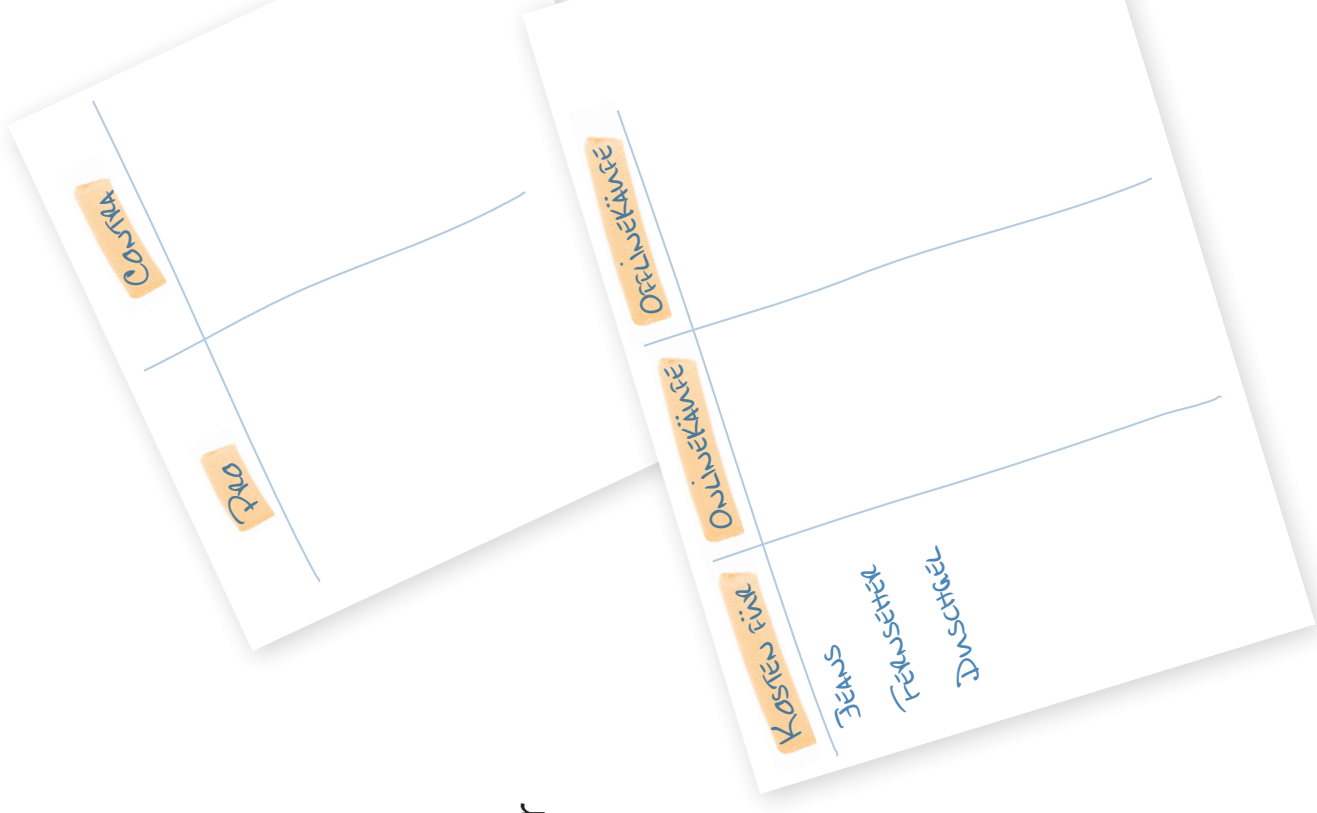 PRO CONTRA
KOSTEN FÜR ONLINEKÄUFE OFFLINEKÄUFE
JEANS
FERNSEHER
DUSCHGEL